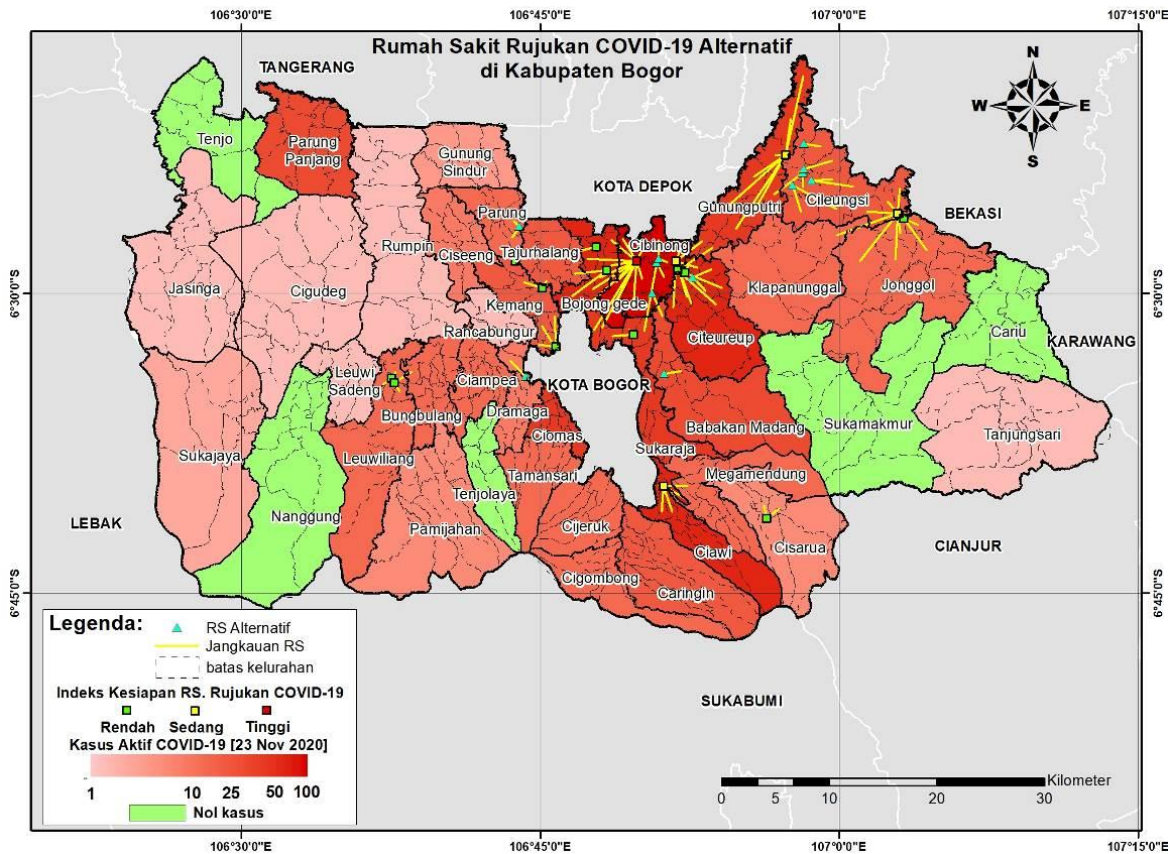 106°30'0"E
106°45'0"E
107°0'0"E
107°15'0"E
Rumah Sakit Rujukan COVID-19 Alternatif
di Kabupaten Bogor
N
W
E
S
TANGERANG
KOTA DEPOK
BEKASI
KARAWANG
CIANJUR
SUKABUMI
LEBAK
KOTA BOGOR
Tenjo
Parung
Panjang
Gunung
Sindur
Parung
Gunungputri
Cileungsi
Rumpin
Ciseeng
Tajurhalang
Cibinong
Jasinga
Cigudeg
Kemang
Bojong gede
Klapanunggal
Jonggol
Rancabungur
Citeureup
Cariu
Leuwi
Sadeng
Ciampea
Bungbulang
Dramaga
Ciomas
Babakan Madang
Sukamakmur
Tanjungsari
Sukajaya
Leuwiliang
Tamansari
Sukaraja
Megamendung
Nanggung
Tenjolaya
Pamijahan
Cijeruk
Ciawi
Cisarua
Cigombong
Caringin
6°30'0"S
6°30'0"S
6°45'0"S
6°45'0"S
Legenda:
RS Alternatif
Jangkauan RS
batas kelurahan
Indeks Kesiapan RS. Rujukan COVID-19
Rendah Sedang Tinggi
Kasus Aktif COVID-19 [23 Nov 2020]
1 10 25 50 100
Nol kasus
Kilometer
0 5 10 20 30
106°30'0"E
106°45'0"E
107°0'0"E
107°15'0"E